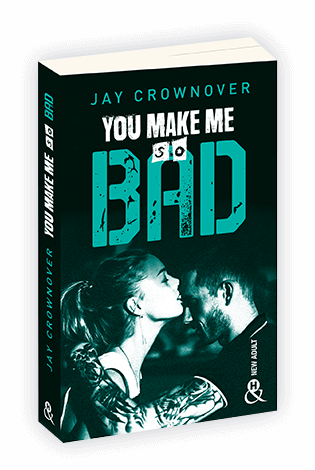 JAY CROWNOVER
YOU MAKE ME
SO
BAD
NEW ADULT
&H
JAY CROWNOVER YOU MAKE ME SO BAD
&